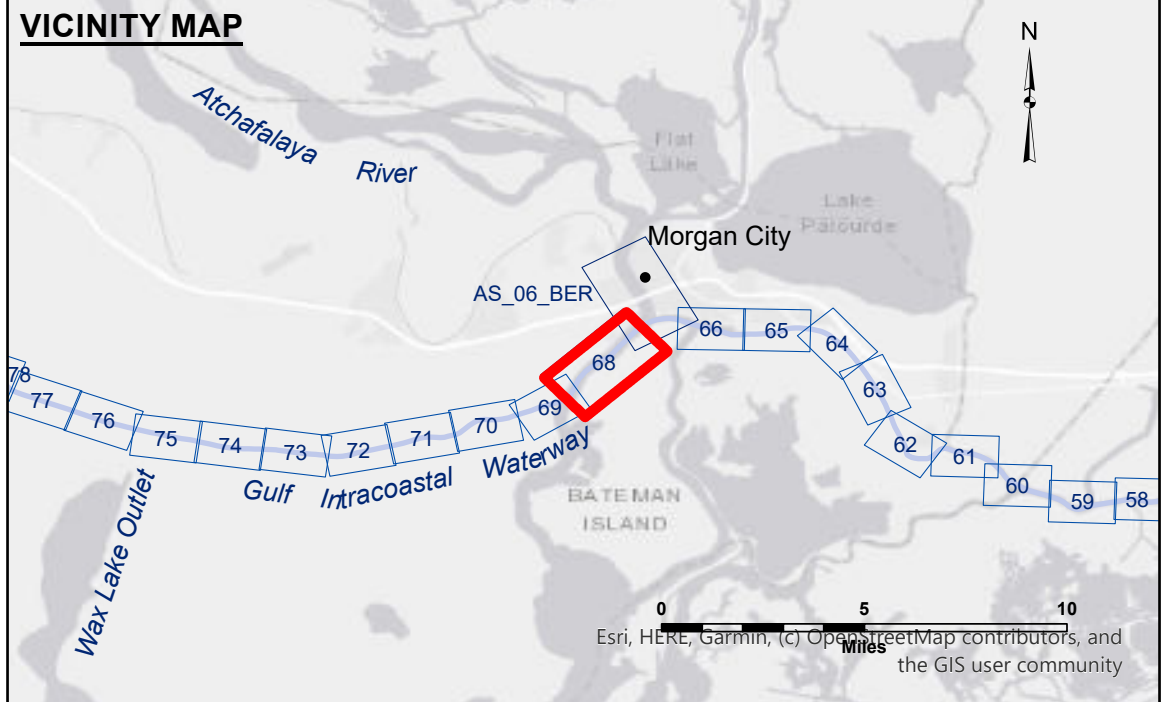 VICINITY MAP
N
Atchafalaya River
Flat
Lake
Lake
Palourde
Morgan City
AS_06_BER
66
65
64
68
63
78
77
76
75
74
73
72
71
70
69
62
61
60
59
58
Gulf Intracoastal Waterway
Wax Lake Outlet
BATEMAN
ISLAND
0 5 10
Miles
Esri, HERE, Garmin, (c) OpenStreetMap contributors, and
the GIS user community